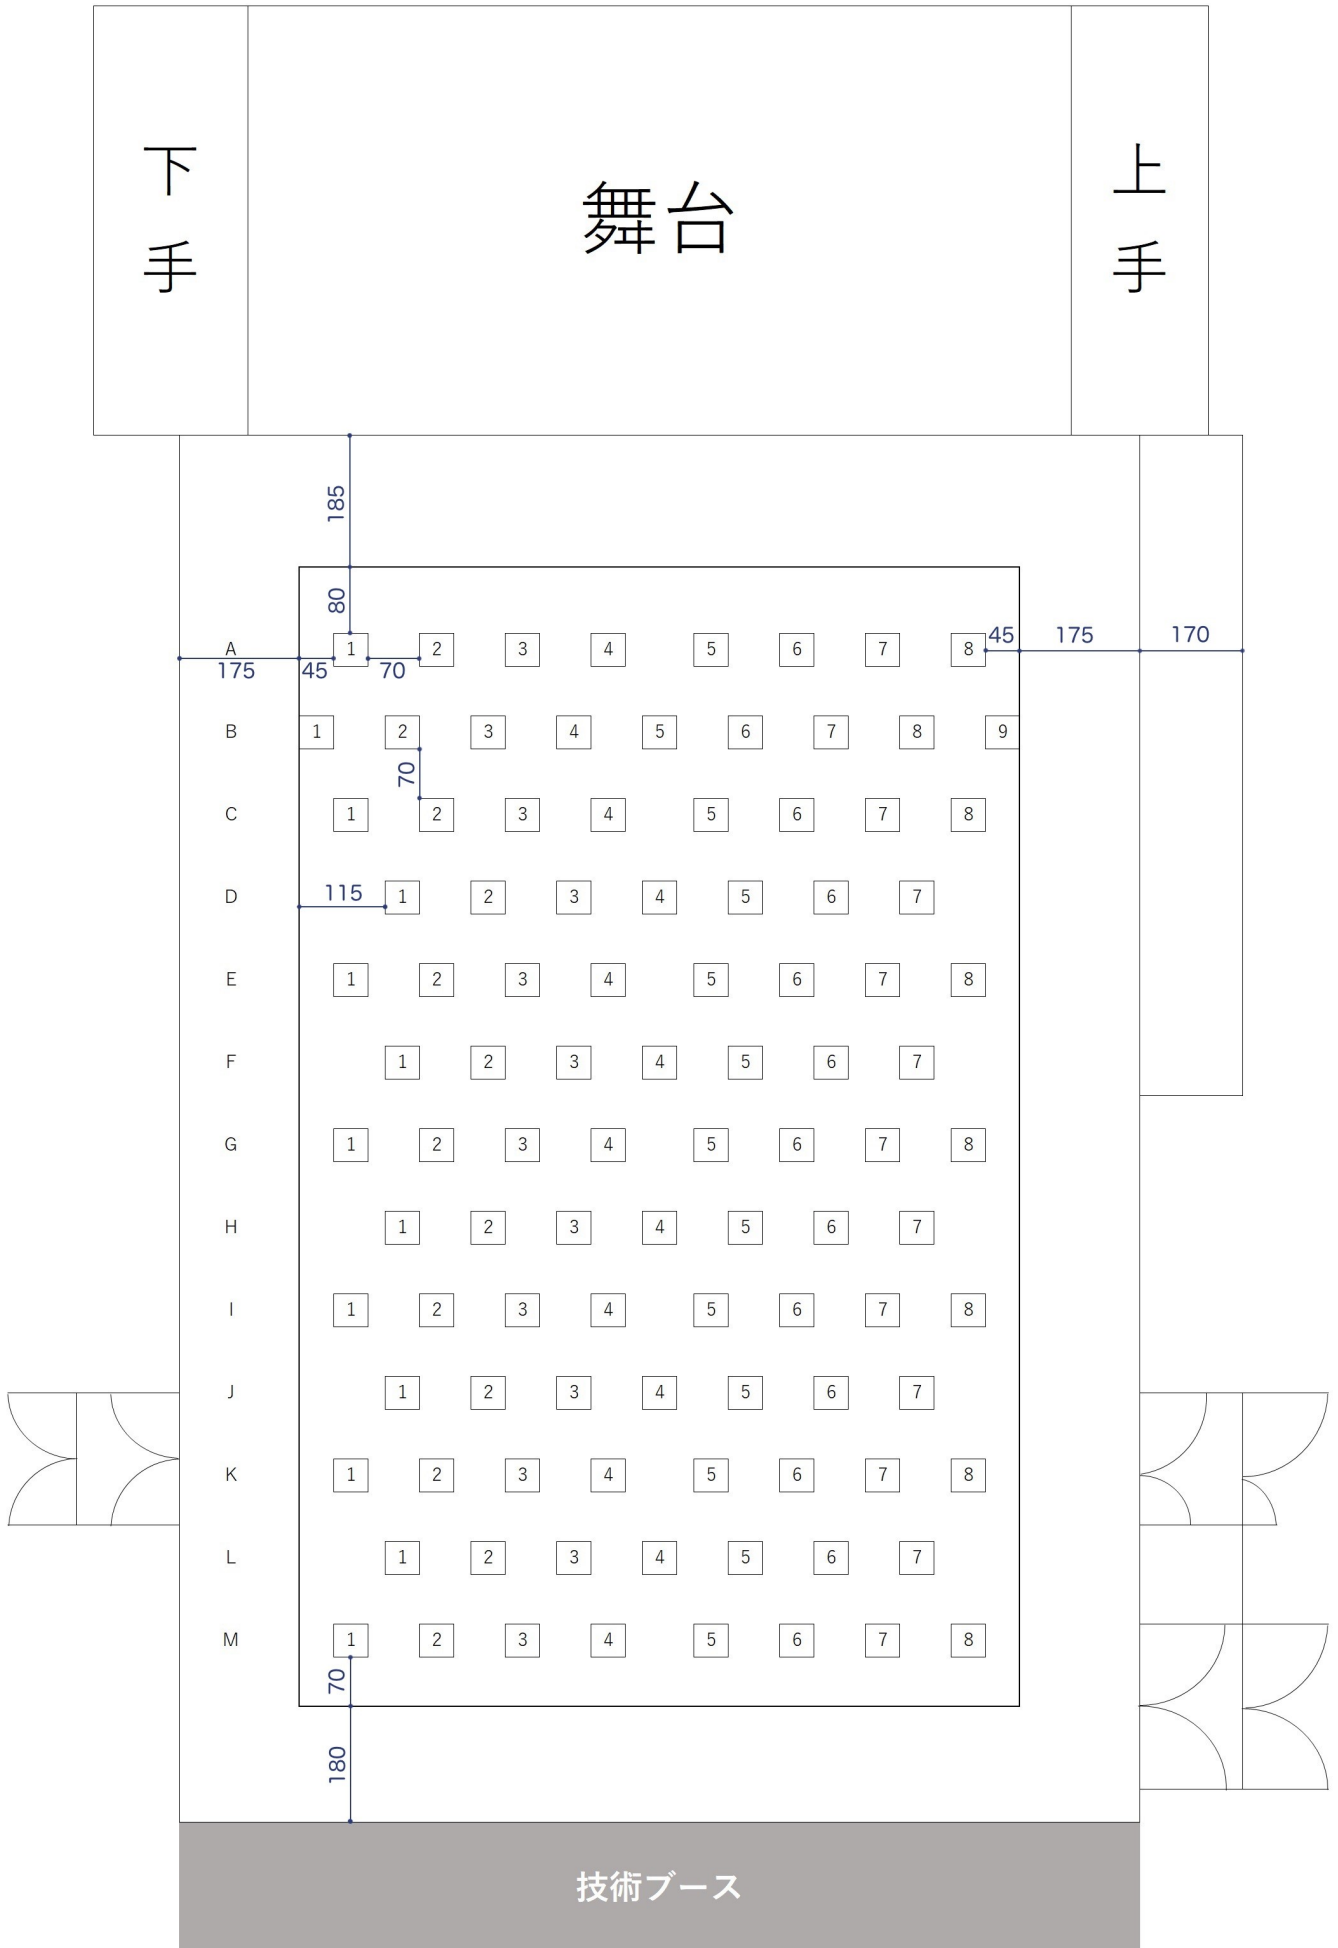 下手
舞台
上手
185
80
A 1 2 3 4 5 6 7 8 45 175 170
175 45 70
B 1 2 3 4 5 6 7 8 9
70
C 1 2 3 4 5 6 7 8
115
D 1 2 3 4 5 6 7
E 1 2 3 4 5 6 7 8
F 1 2 3 4 5 6 7
G 1 2 3 4 5 6 7 8
H 1 2 3 4 5 6 7
I 1 2 3 4 5 6 7 8
J 1 2 3 4 5 6 7
K 1 2 3 4 5 6 7 8
L 1 2 3 4 5 6 7
M 1 2 3 4 5 6 7 8
70
180
技術ブース